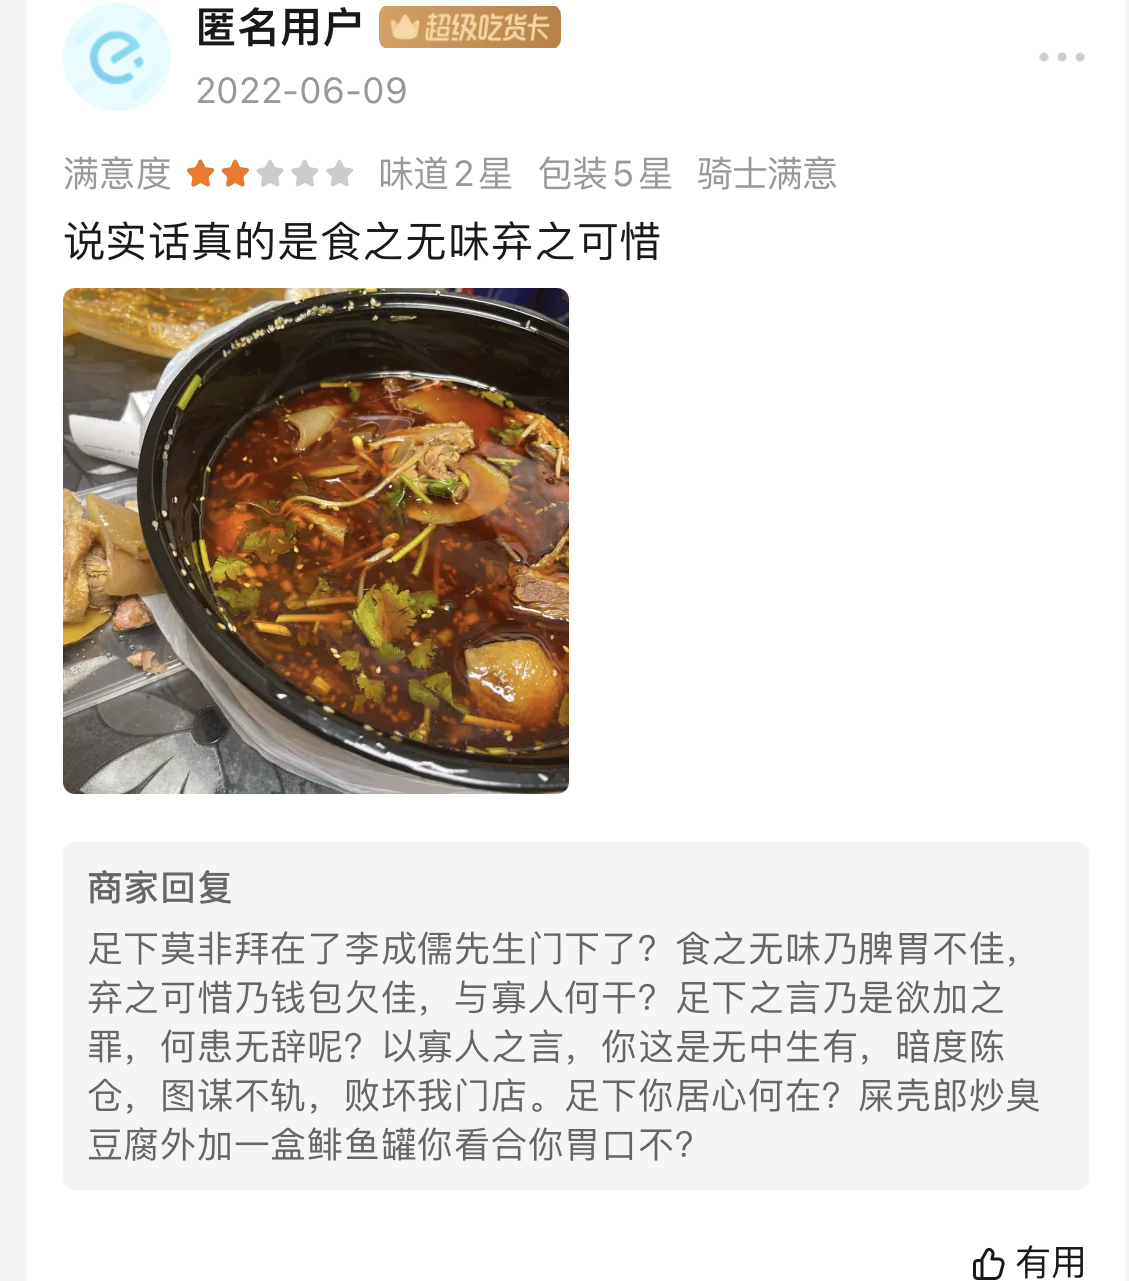 匿名用户 超级吃货卡
2022-06-09
满意度 味道2星 包装5星 骑士满意
说实话真的是食之无味弃之可惜
商家回复
足下莫非拜在了李成儒先生门下了？食之无味乃脾胃不佳，
弃之可惜乃钱包欠佳，与寡人何干？足下之言乃是欲加之
罪，何患无辞呢？以寡人之言，你这是无中生有，暗度陈
仓，图谋不轨，败坏我门店。足下你居心何在？屎壳郎炒臭
豆腐外加一盒鲱鱼罐你看合你胃口不？
有用